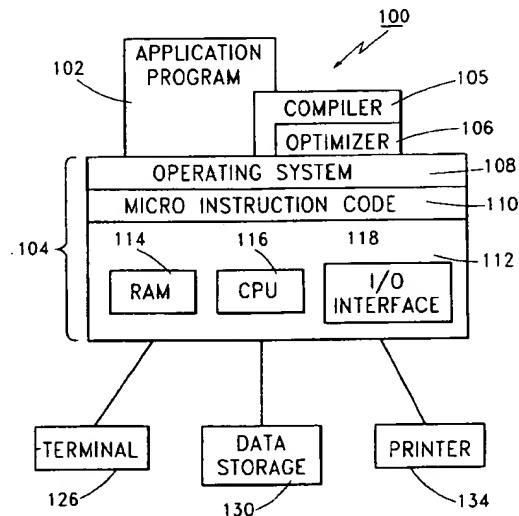 100
APPLICATION
PROGRAM
102
105
COMPILER
106
OPTIMIZER
OPERATING SYSTEM
108
MICRO INSTRUCTION CODE
110
104
114
116
118
112
RAM
CPU
I/O
INTERFACE
TERMINAL
DATA
STORAGE
PRINTER
126
130
134